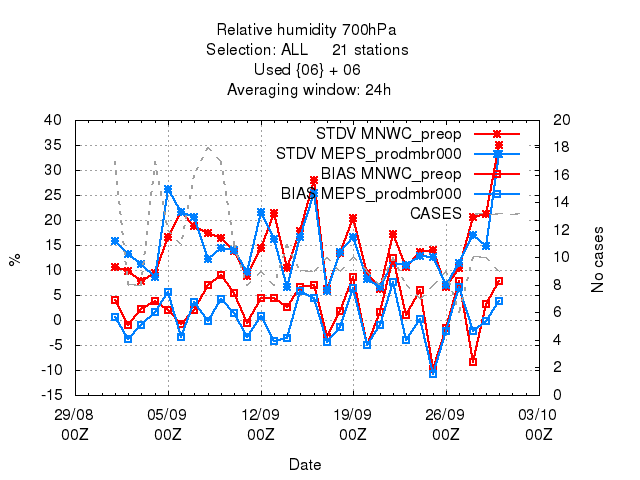 Relative humidity 700hPa
Selection: ALL 21 stations
Used {06} + 06
Averaging window: 24h
40 20
35 18
30 16
25 14
20 12
15 10
10 8
5 6
0 4
-5 2
-10 0
-15
STDV MNWC_preop
STDV MEPS_prodmbr000
BIAS MNWC_preop
BIAS MEPS_prodmbr000
CASES
%
No cases
29/08 05/09 12/09 19/09 26/09 03/10
00Z 00Z 00Z 00Z 00Z 00Z
Date